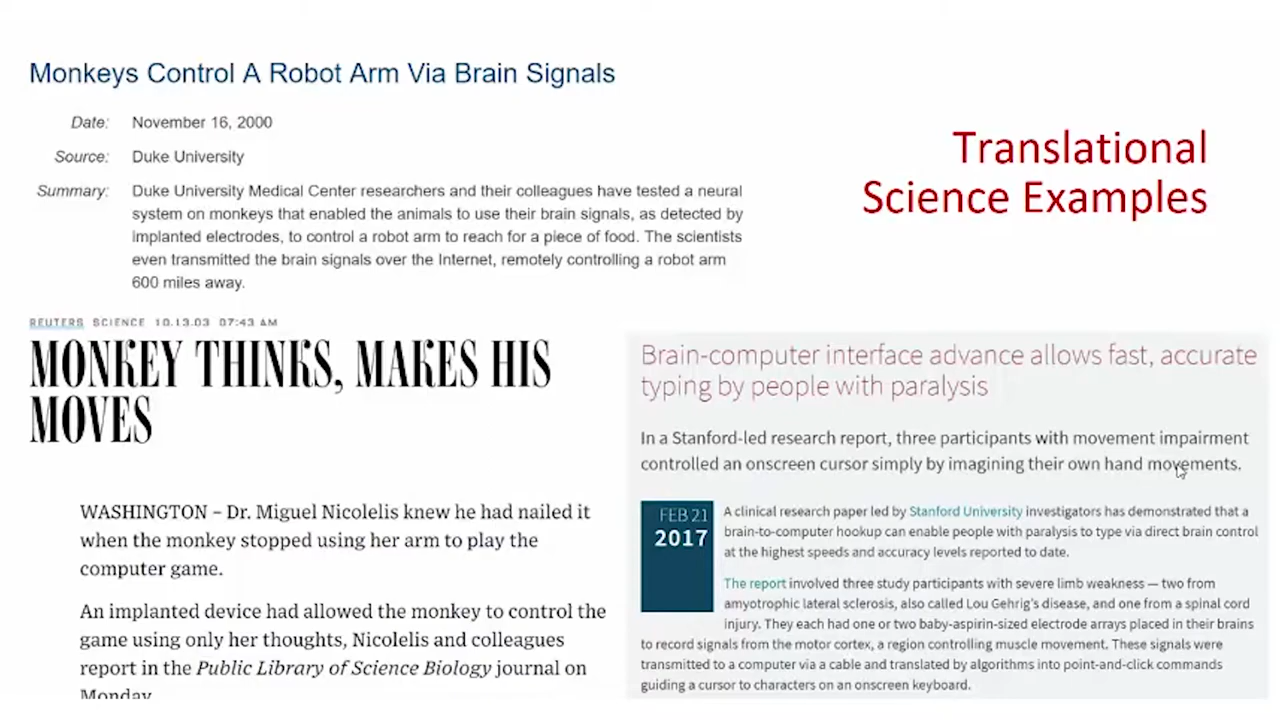 Monkeys Control A Robot Arm Via Brain Signals
Date: November 16, 2000
Source: Duke University
Summary: Duke University Medical Center researchers and their colleagues have tested a neural
system on monkeys that enabled the animals to use their brain signals, as detected by
implanted electrodes, to control a robot arm to reach for a piece of food. The scientists
even transmitted the brain signals over the Internet, remotely controlling a robot arm
600 miles away.
Translational
Science Examples
REUTERS SCIENCE 10.13.03 07:43 AM
MONKEY THINKS, MAKES HIS
MOVES
WASHINGTON – Dr. Miguel Nicolelis knew he had nailed it
when the monkey stopped using her arm to play the
computer game.
An implanted device had allowed the monkey to control the
game using only her thoughts, Nicolelis and colleagues
report in the Public Library of Science Biology journal on
Monday.
Brain-computer interface advance allows fast, accurate
typing by people with paralysis
In a Stanford-led research report, three participants with movement impairment
controlled an onscreen cursor simply by imagining their own hand movements.
FEB 21
2017
A clinical research paper led by Stanford University investigators has demonstrated that a
brain-to-computer hookup can enable people with paralysis to type via direct brain control
at the highest speeds and accuracy levels reported to date.
The report involved three study participants with severe limb weakness — two from
amyotrophic lateral sclerosis, also called Lou Gehrig's disease, and one from a spinal cord
injury. They each had one or two baby-aspirin-sized electrode arrays placed in their brains
to record signals from the motor cortex, a region controlling muscle movement. These signals were
transmitted to a computer via a cable and translated by algorithms into point-and-click commands
guiding a cursor to characters on an onscreen keyboard.